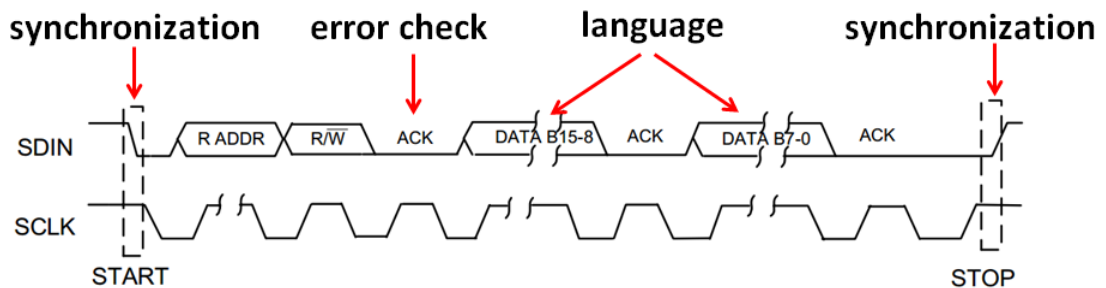 synchronization error check language synchronization
SDIN R ADDR R/W̅ ACK DATA B15-8 ACK DATA B7-0 ACK
SCLK
START STOP